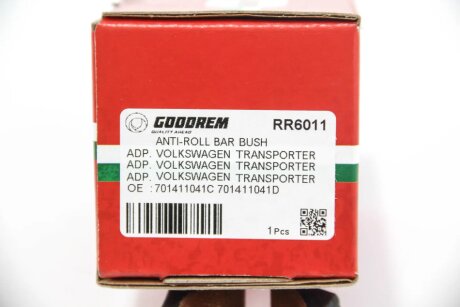 GOODREM RR6011
QUALITY AHEAD
ANTI-ROLL BAR BUSH
ADP. VOLKSWAGEN TRANSPORTER
ADP. VOLKSWAGEN TRANSPORTER
ADP. VOLKSWAGEN TRANSPORTER
OE : 701411041C 701411041D
1 Pcs